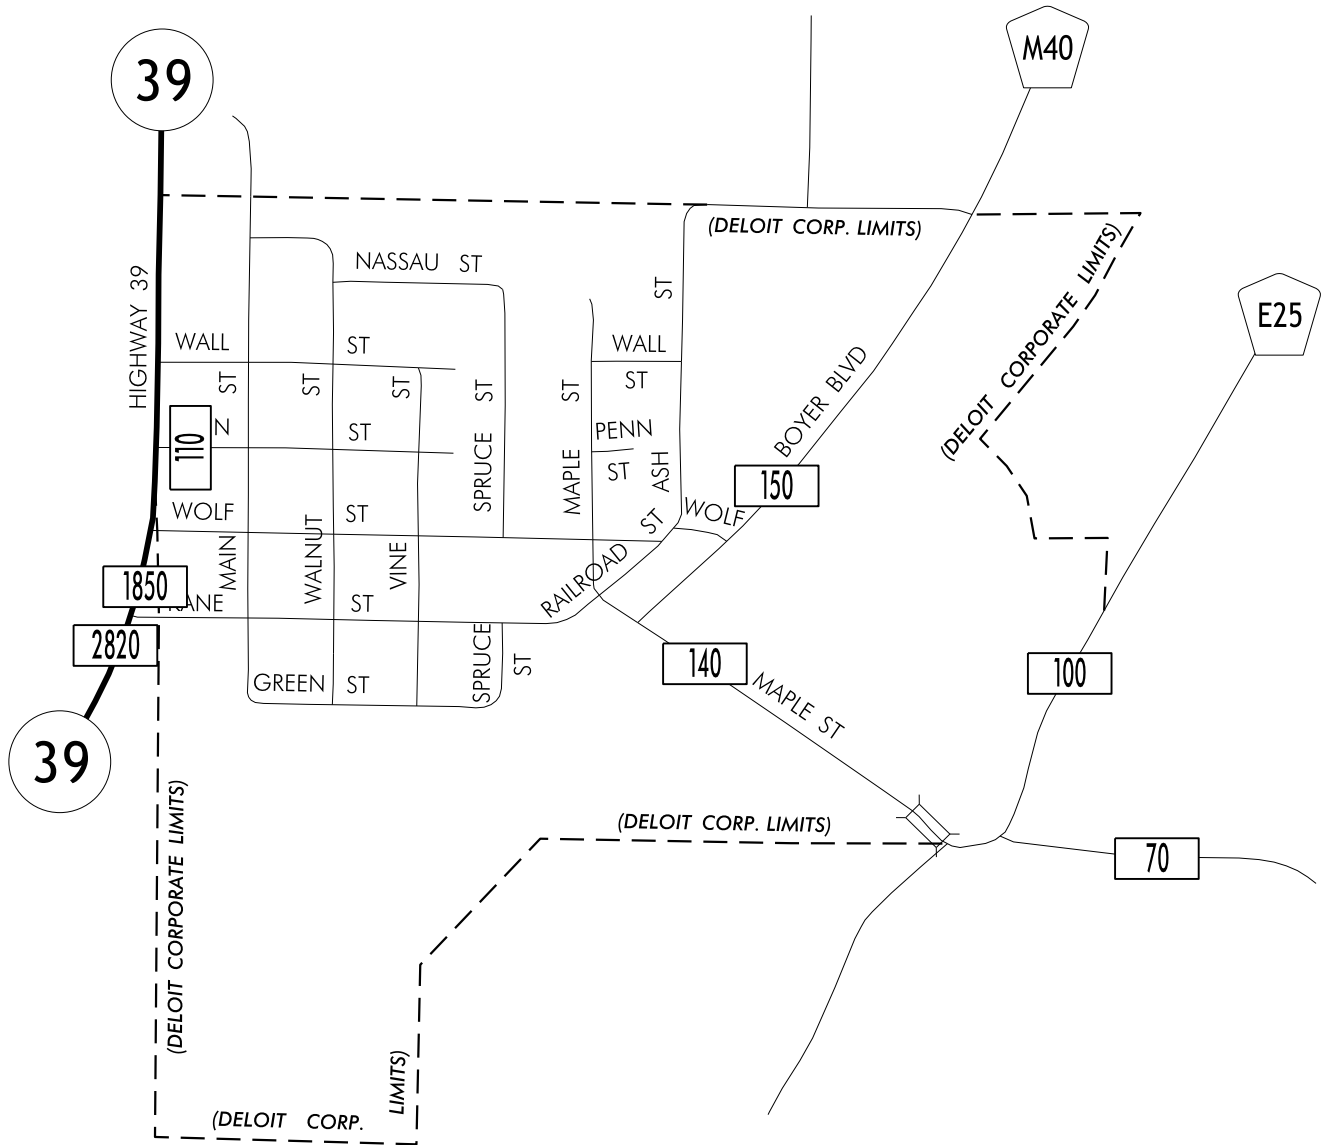 39
M40
(DELOIT CORP. LIMITS)
(DELOIT CORPORATE LIMITS)
E25
HIGHWAY 39
NASSAU ST
WALL ST
WALL ST
MAIN ST
WALNUT ST
VINE ST
SPRUCE ST
MAPLE ST
ASH ST
BOYER BLVD
110
N ST
PENN ST
150
WOLF ST
WOLF
RAILROAD ST
1850
RANE ST
2820
SPRUCE ST
GREEN ST
140
100
MAPLE ST
39
(DELOIT CORP. LIMITS)
70
(DELOIT CORPORATE LIMITS)
(DELOIT CORP. LIMITS)